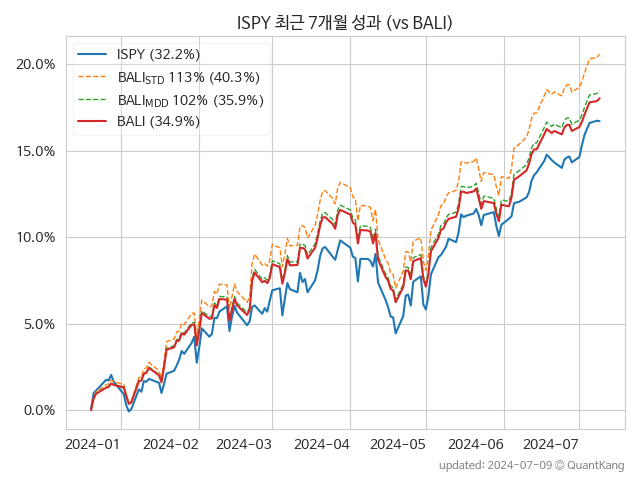 ISPY 최근 7개월 성과 (vs BALI)
ISPY (32.2%)
BALI_STD 113% (40.3%)
BALI_MDD 102% (35.9%)
BALI (34.9%)
20.0%
15.0%
10.0%
5.0%
0.0%
2024-01 2024-02 2024-03 2024-04 2024-05 2024-06 2024-07
updated: 2024-07-09 © QuantKang